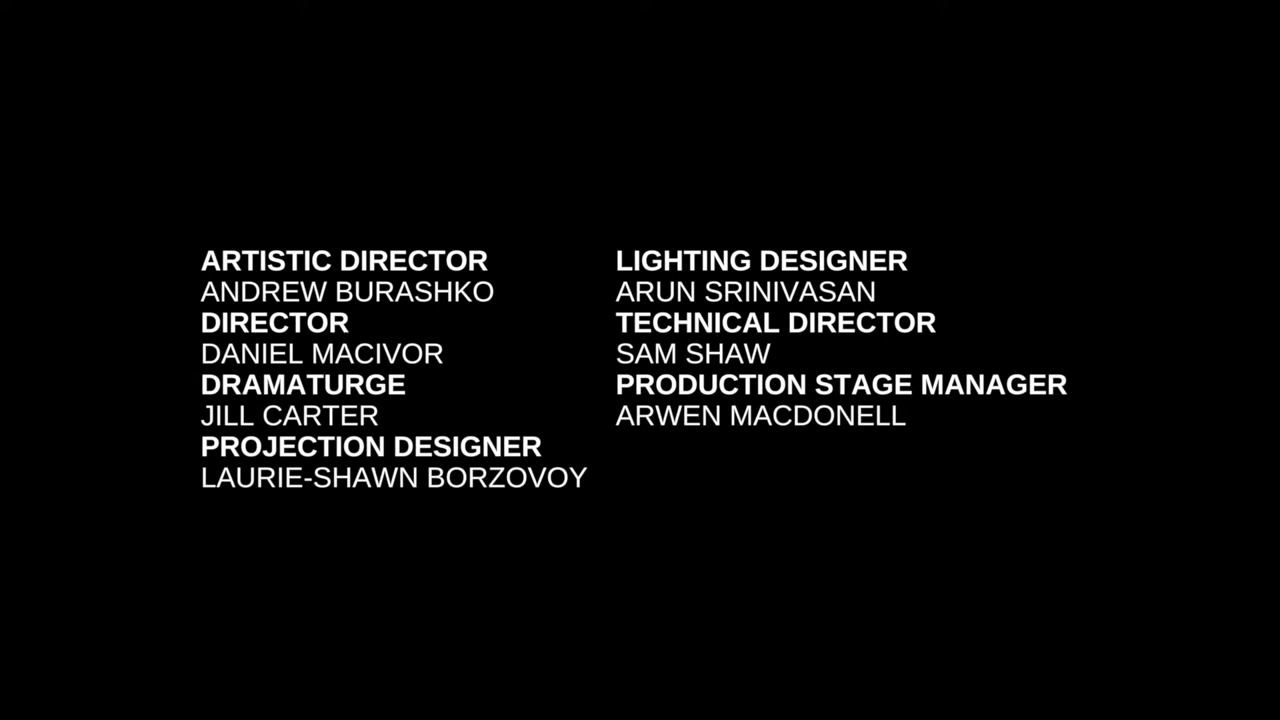 ARTISTIC DIRECTOR
ANDREW BURASHKO
DIRECTOR
DANIEL MACIVOR
DRAMATURGE
JILL CARTER
PROJECTION DESIGNER
LAURIE-SHAWN BORZOVOY
LIGHTING DESIGNER
ARUN SRINIVASAN
TECHNICAL DIRECTOR
SAM SHAW
PRODUCTION STAGE MANAGER
ARWEN MACDONELL